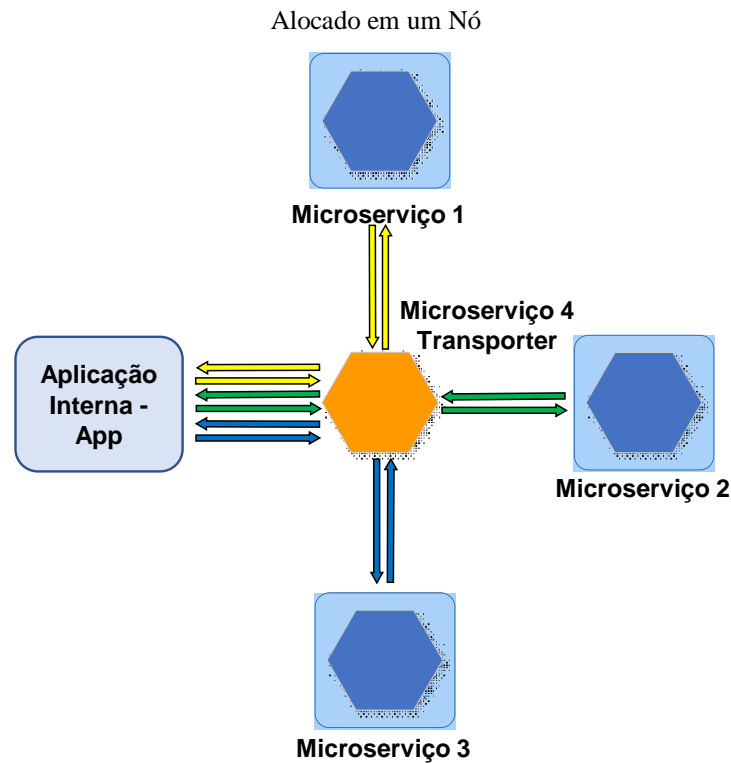 Alocado em um Nó
Microserviço 1
Microserviço 4
Transporter
Aplicação
Interna -
App
Microserviço 2
Microserviço 3